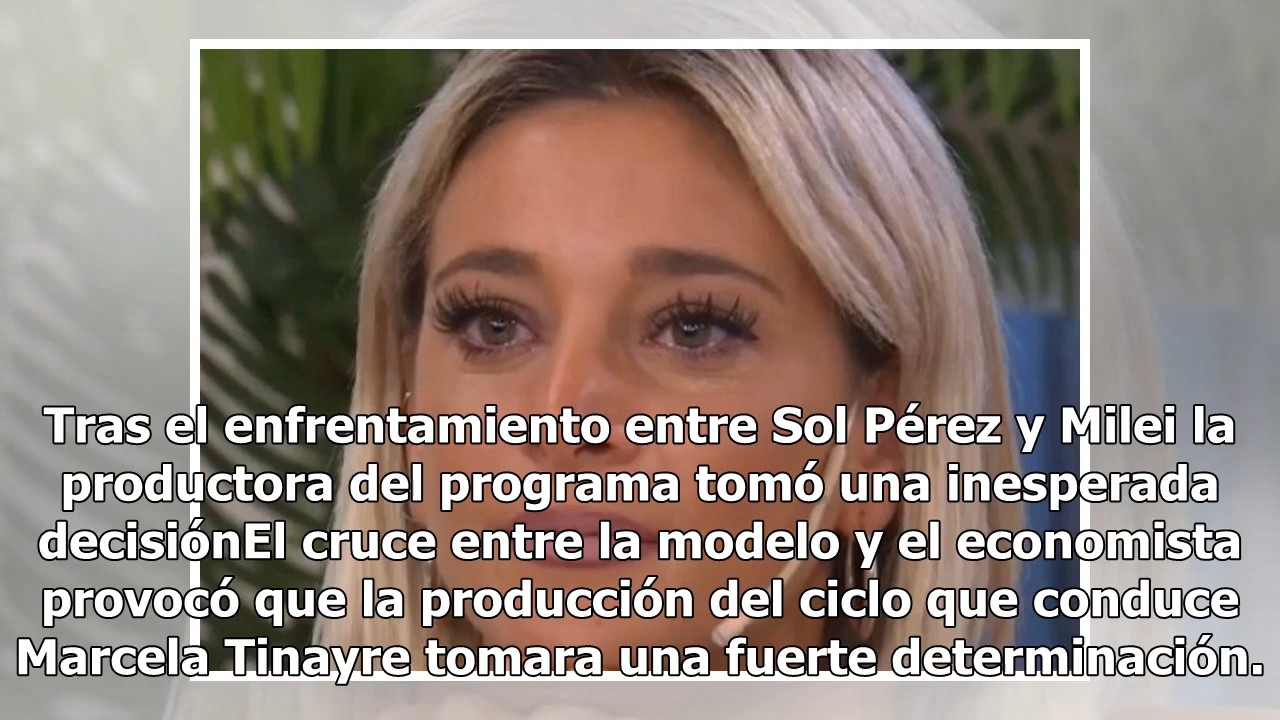 Tras el enfrentamiento entre Sol Pérez y Milei la
productora del programa tomó una inesperada
decisiónEl cruce entre la modelo y el economista
provocó que la producción del ciclo que conduce
Marcela Tinayre tomara una fuerte determinación.